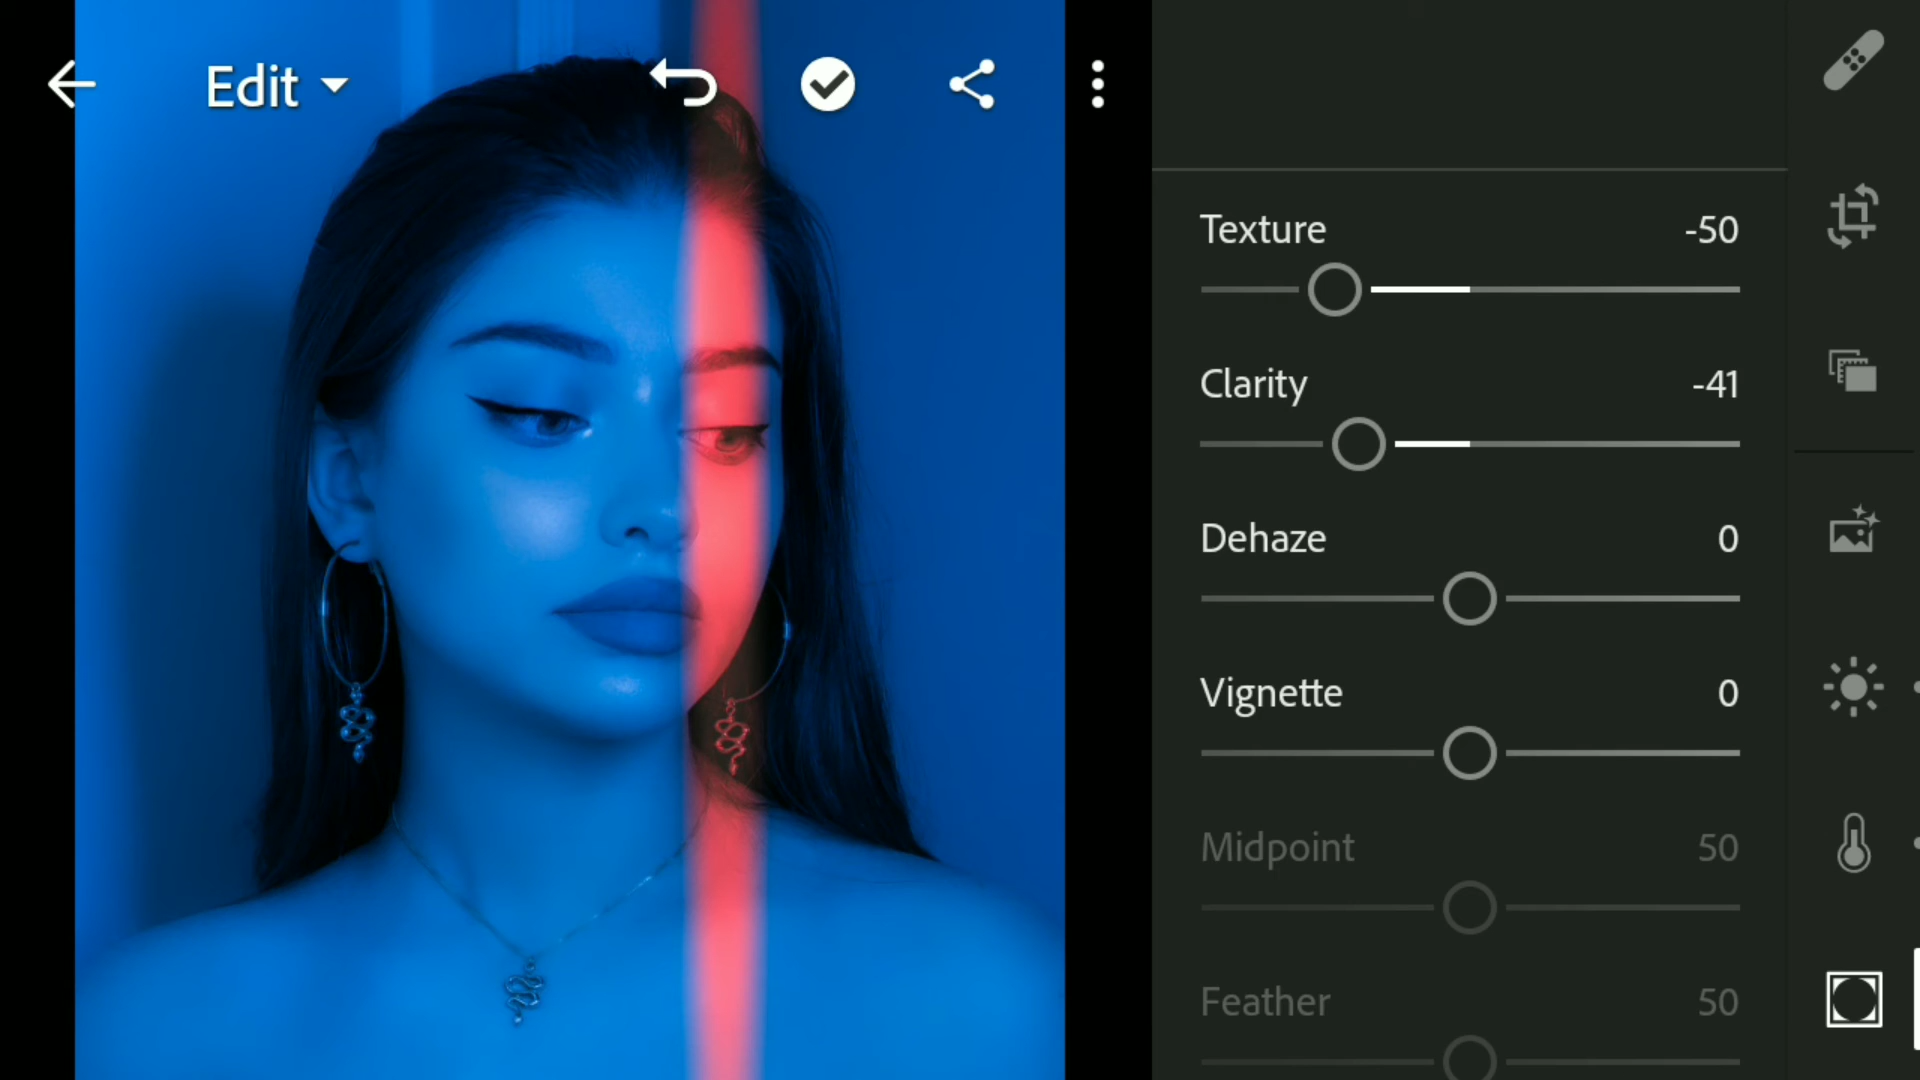 Edit
Texture -50
Clarity -41
Dehaze 0
Vignette 0
Midpoint 50
Feather 50